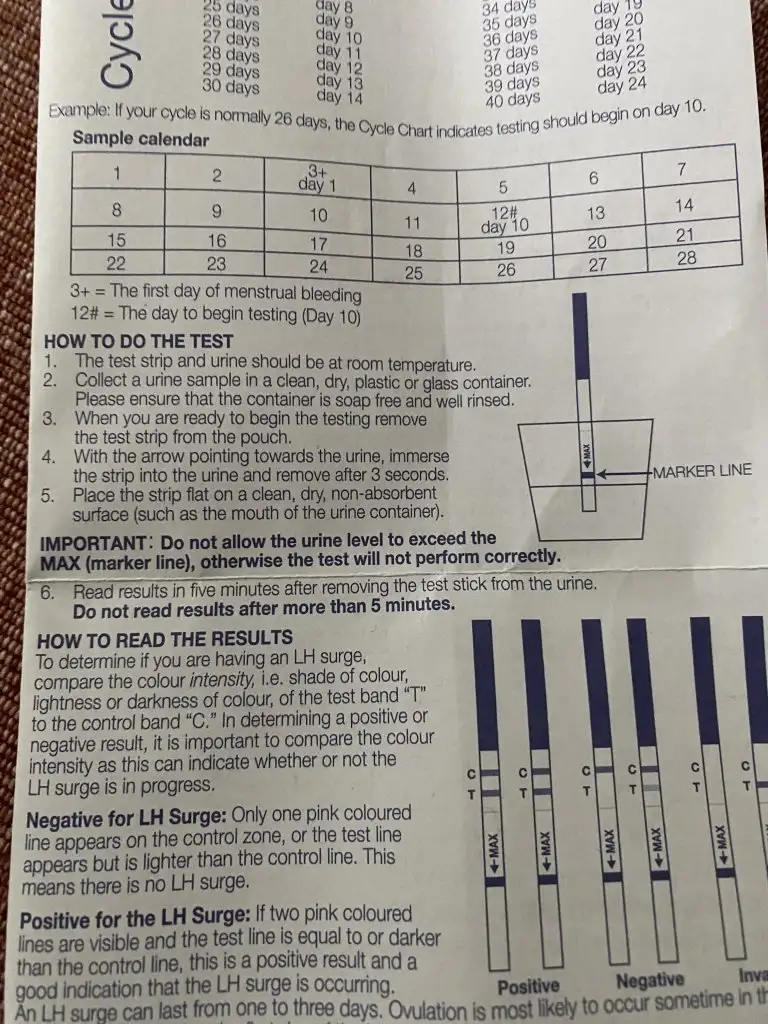 Cycle
25 days day 8 34 days day 19
26 days day 9 35 days day 20
27 days day 10 36 days day 21
28 days day 11 37 days day 22
29 days day 12 38 days day 23
30 days day 13 39 days day 24
day 14 40 days
Example: If your cycle is normally 26 days, the Cycle Chart indicates testing should begin on day 10.
Sample calendar
1 2 3+ day 1 4 5 6 7
8 9 10 11 12# day 10 13 14
15 16 17 18 19 20 21
22 23 24 25 26 27 28
3+ = The first day of menstrual bleeding
12# = The day to begin testing (Day 10)
HOW TO DO THE TEST
1. The test strip and urine should be at room temperature.
2. Collect a urine sample in a clean, dry, plastic or glass container.
Please ensure that the container is soap free and well rinsed.
3. When you are ready to begin the testing remove
the test strip from the pouch.
4. With the arrow pointing towards the urine, immerse
the strip into the urine and remove after 3 seconds.
5. Place the strip flat on a clean, dry, non-absorbent
surface (such as the mouth of the urine container).
MAX
MARKER LINE
IMPORTANT: Do not allow the urine level to exceed the
MAX (marker line), otherwise the test will not perform correctly.
6. Read results in five minutes after removing the test stick from the urine.
Do not read results after more than 5 minutes.
HOW TO READ THE RESULTS
To determine if you are having an LH surge,
compare the colour intensity, i.e. shade of colour,
lightness or darkness of colour, of the test band "T"
to the control band "C." In determining a positive or
negative result, it is important to compare the colour
intensity as this can indicate whether or not the
LH surge is in progress.
Negative for LH Surge: Only one pink coloured
line appears on the control zone, or the test line
appears but is lighter than the control line. This
means there is no LH surge.
Positive for the LH Surge: If two pink coloured
lines are visible and the test line is equal to or darker
than the control line, this is a positive result and a
good indication that the LH surge is occurring.
An LH surge can last from one to three days. Ovulation is most likely to occur sometime in th
C C C C C C
T T T T T T
MAX MAX MAX MAX MAX
Positive Negative Inva